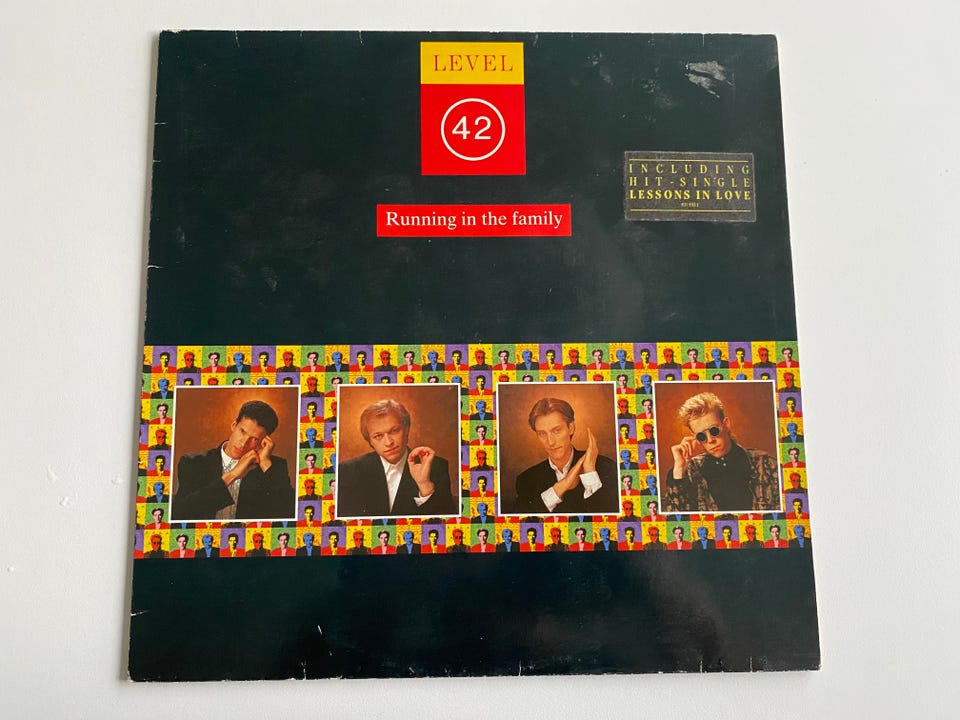 LEVEL
42
Running in the family
INCLUDING
HIT-SINGLE
LESSONS IN LOVE